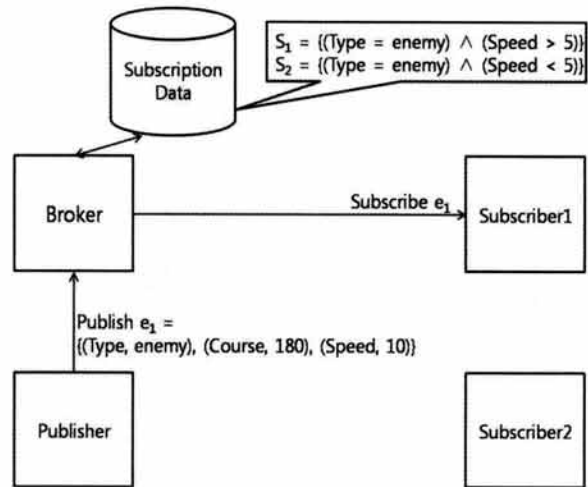 Subscription
Data
S₁ = {(Type = enemy) ∧ (Speed > 5)}
S₂ = {(Type = enemy) ∧ (Speed < 5)}
Broker
Subscribe e₁
Subscriber1
Publish e₁ =
{(Type, enemy), (Course, 180), (Speed, 10)}
Publisher
Subscriber2